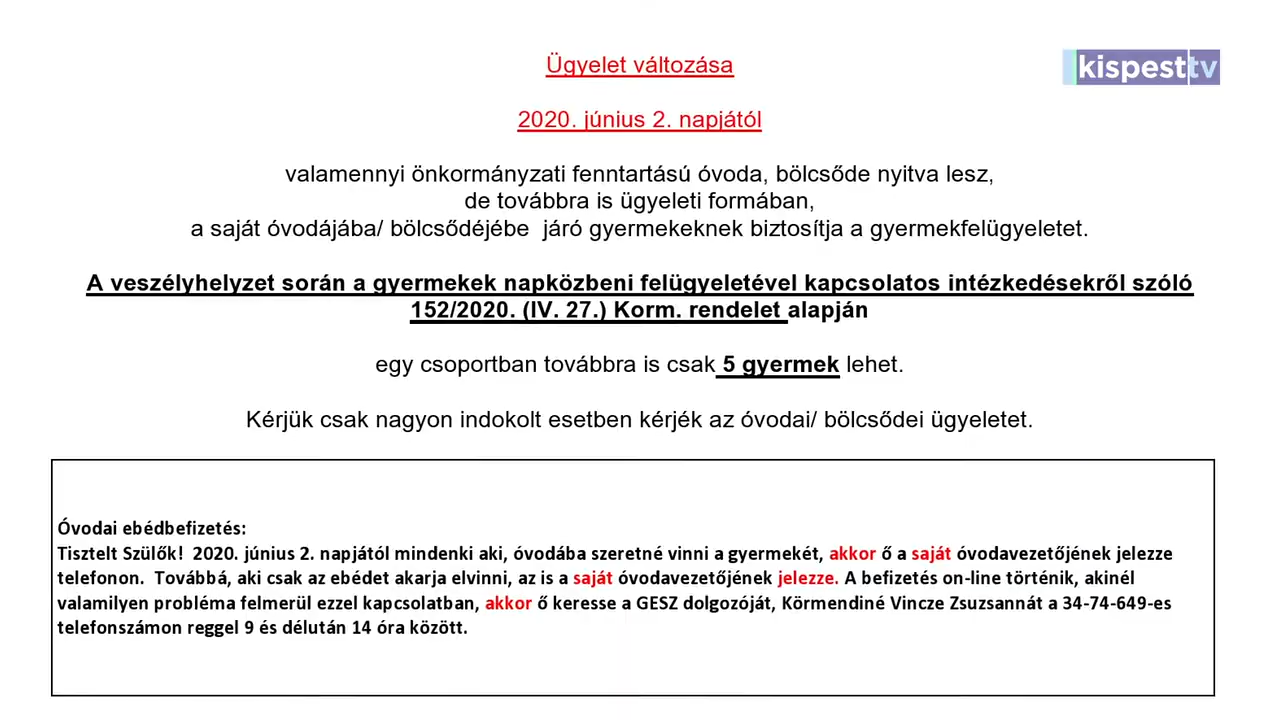 Ügyelet változása
kispesttv
2020. június 2. napjától
valamennyi önkormányzati fenntartású óvoda, bölcsőde nyitva lesz,
de továbbra is ügyeleti formában,
a saját óvodájába/ bölcsődéjébe  járó gyermekeknek biztosítja a gyermekfelügyeletet.
A veszélyhelyzet során a gyermekek napközbeni felügyeletével kapcsolatos intézkedésekről szóló
152/2020. (IV. 27.) Korm. rendelet alapján
egy csoportban továbbra is csak 5 gyermek lehet.
Kérjük csak nagyon indokolt esetben kérjék az óvodai/ bölcsődei ügyeletet.
Óvodai ebédbefizetés:
Tisztelt Szülők!  2020. június 2. napjától mindenki aki, óvodába szeretné vinni a gyermekét, akkor ő a saját óvodavezetőjének jelezze
telefonon.  Továbbá, aki csak az ebédet akarja elvinni, az is a saját óvodavezetőjének jelezze. A befizetés on-line történik, akinél
valamilyen probléma felmerül ezzel kapcsolatban, akkor ő keresse a GESZ dolgozóját, Körmendiné Vincze Zsuzsannát a 34-74-649-es
telefonszámon reggel 9 és délután 14 óra között.